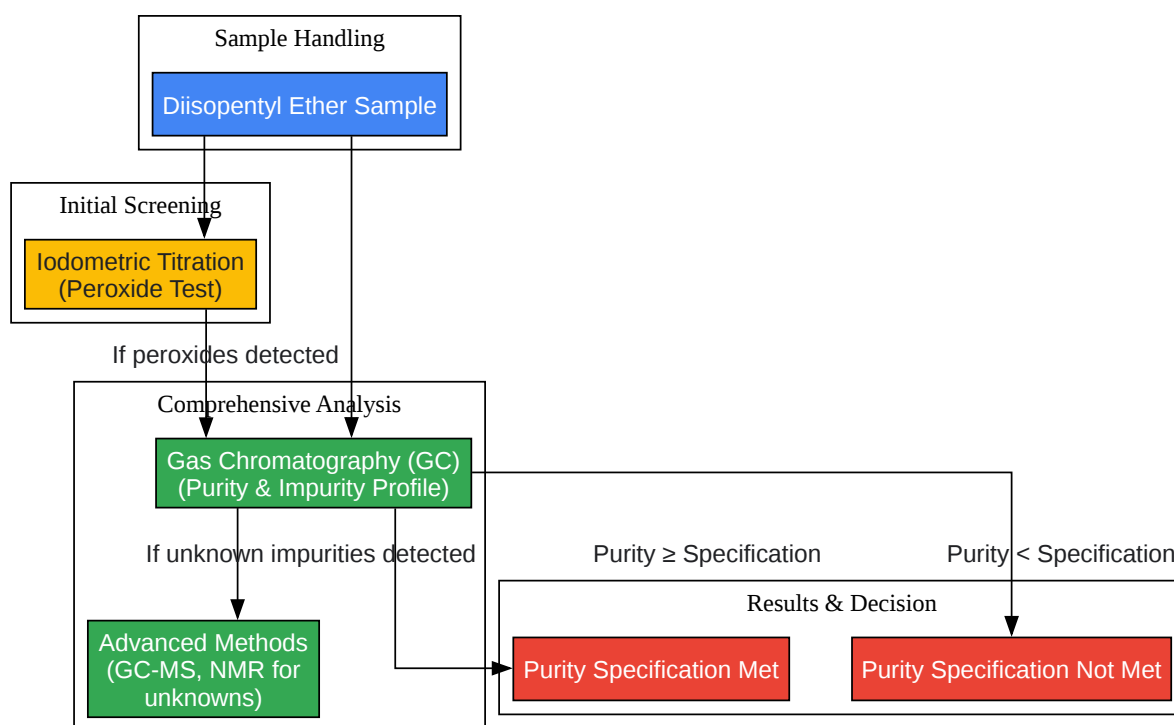 Sample Handling
Diisopentyl Ether Sample
Initial Screening
Iodometric Titration
(Peroxide Test)
If peroxides detected
Comprehensive Analysis
Gas Chromatography (GC)
(Purity & Impurity Profile)
If unknown impurities detected
Purity ≥ Specification
Purity < Specification
Results & Decision
Advanced Methods
(GC-MS, NMR for
unknowns)
Purity Specification Met
Purity Specification Not Met